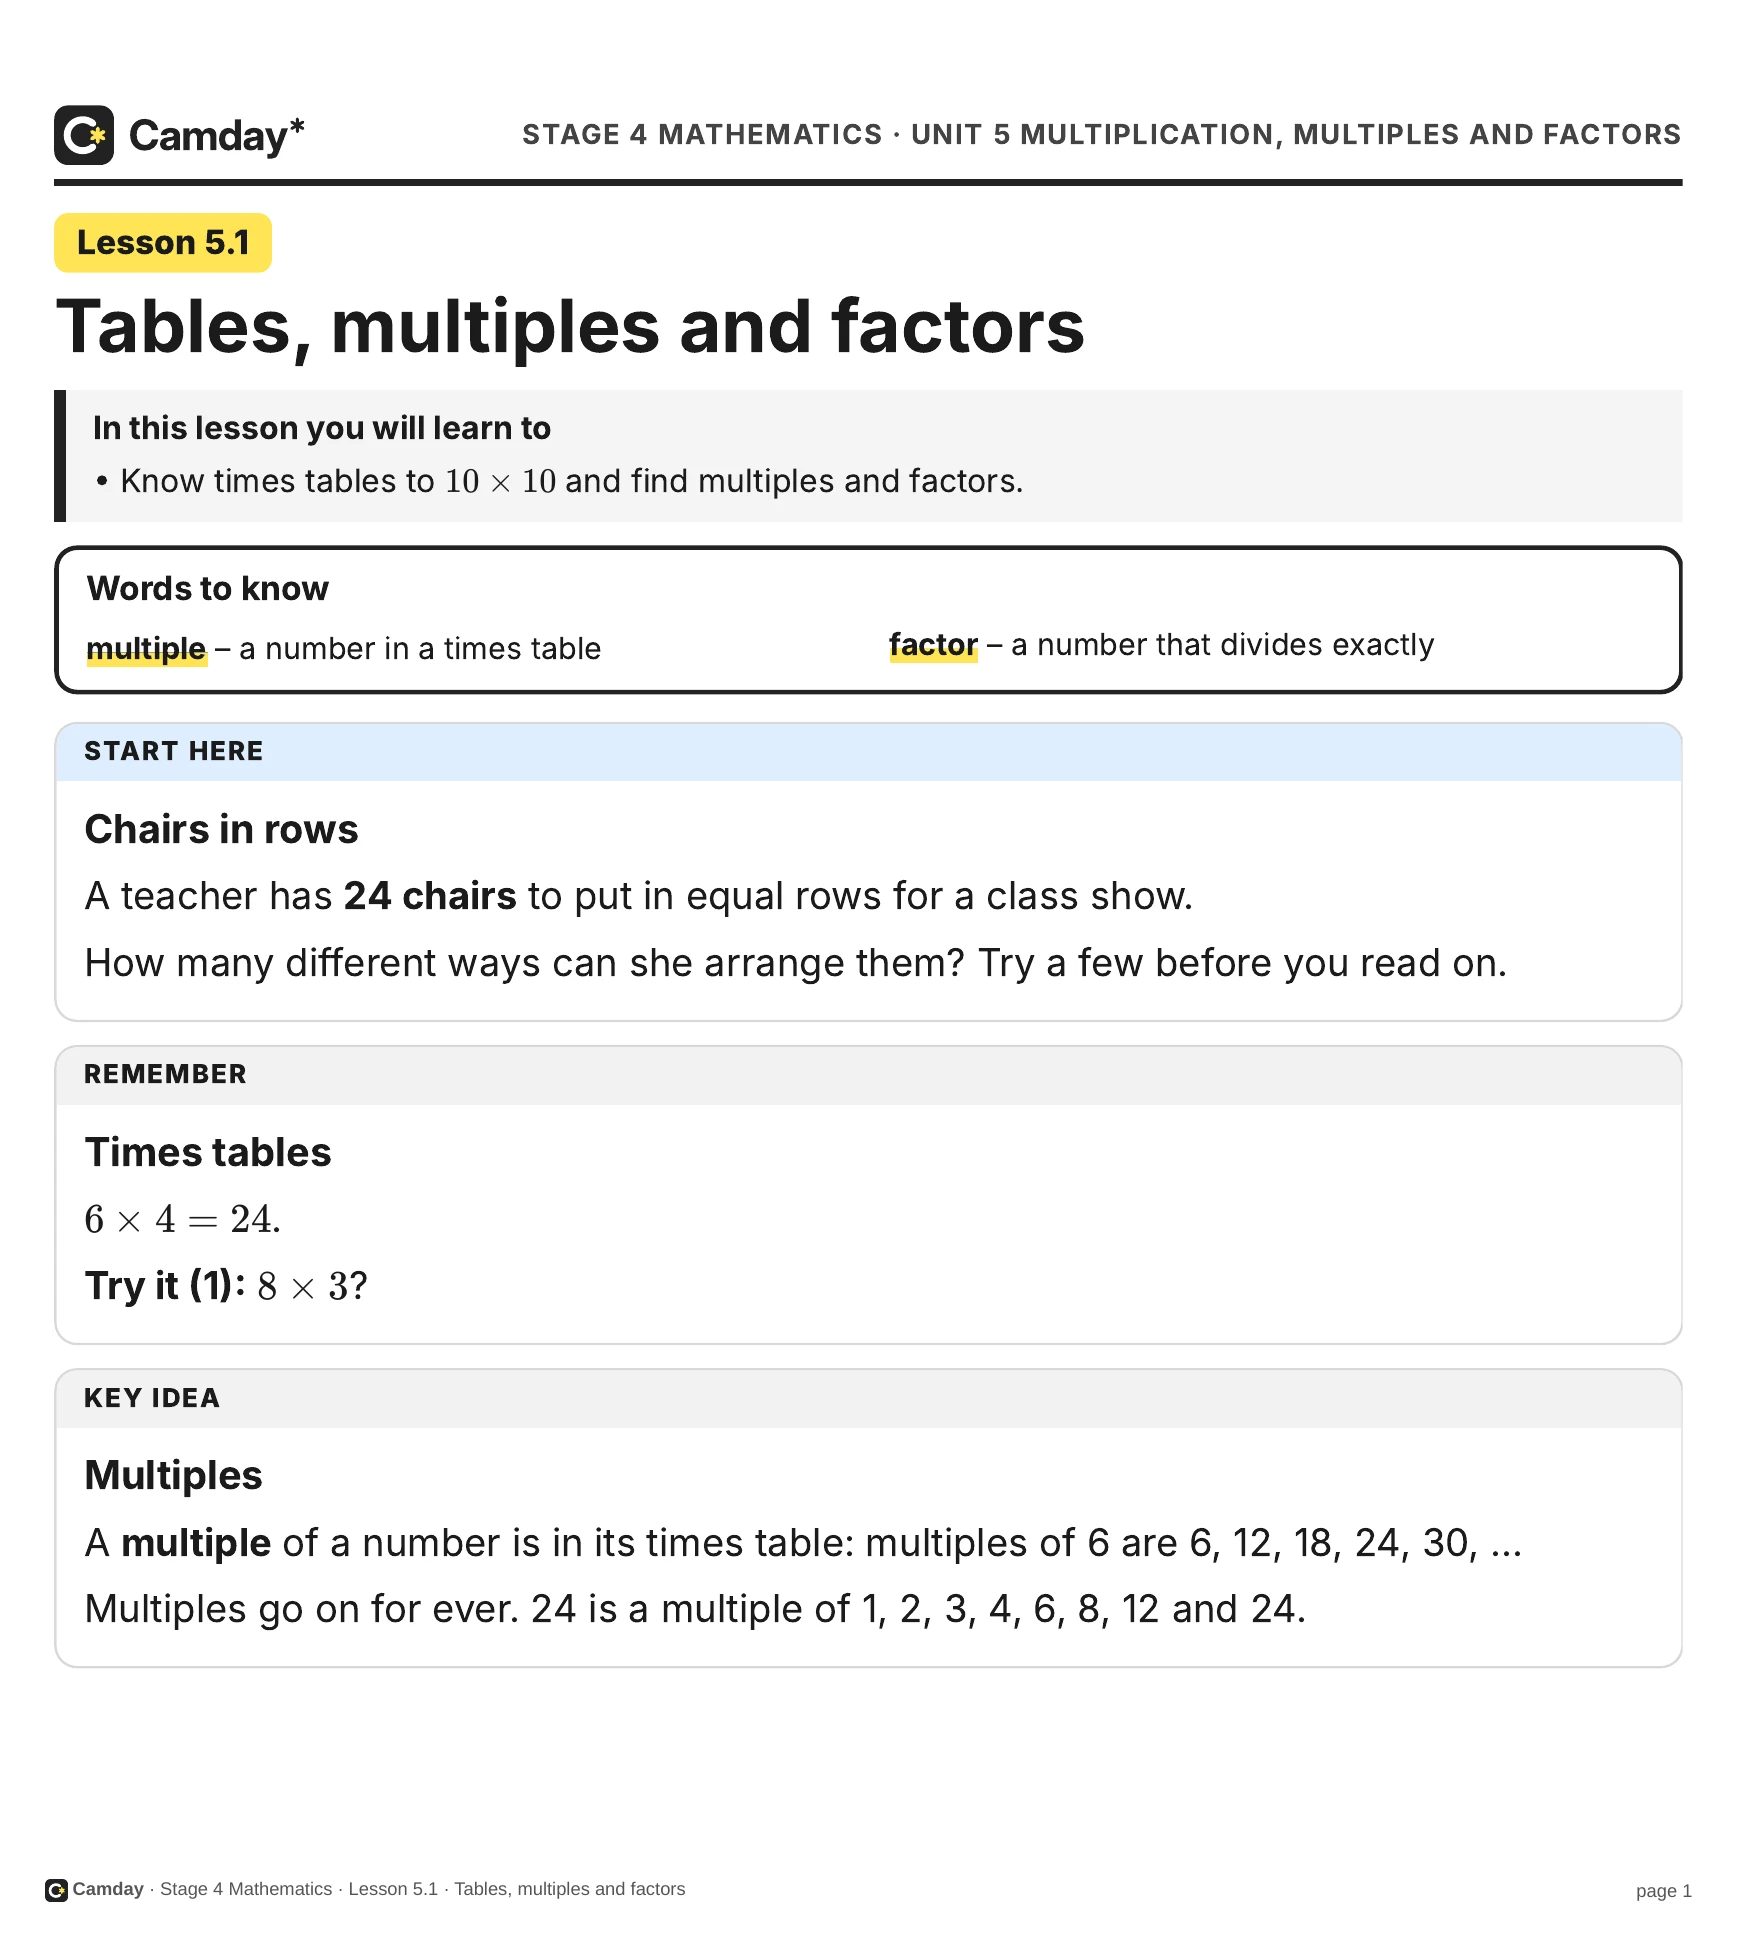 Camday*
STAGE 4 MATHEMATICS · UNIT 5 MULTIPLICATION, MULTIPLES AND FACTORS
Lesson 5.1
Tables, multiples and factors
In this lesson you will learn to
• Know times tables to 10 × 10 and find multiples and factors.
Words to know
multiple – a number in a times table
factor – a number that divides exactly
START HERE
Chairs in rows
A teacher has 24 chairs to put in equal rows for a class show.
How many different ways can she arrange them? Try a few before you read on.
REMEMBER
Times tables
6 × 4 = 24.
Try it (1): 8 × 3?
KEY IDEA
Multiples
A multiple of a number is in its times table: multiples of 6 are 6, 12, 18, 24, 30, ...
Multiples go on for ever. 24 is a multiple of 1, 2, 3, 4, 6, 8, 12 and 24.
Camday · Stage 4 Mathematics · Lesson 5.1 · Tables, multiples and factors
page 1